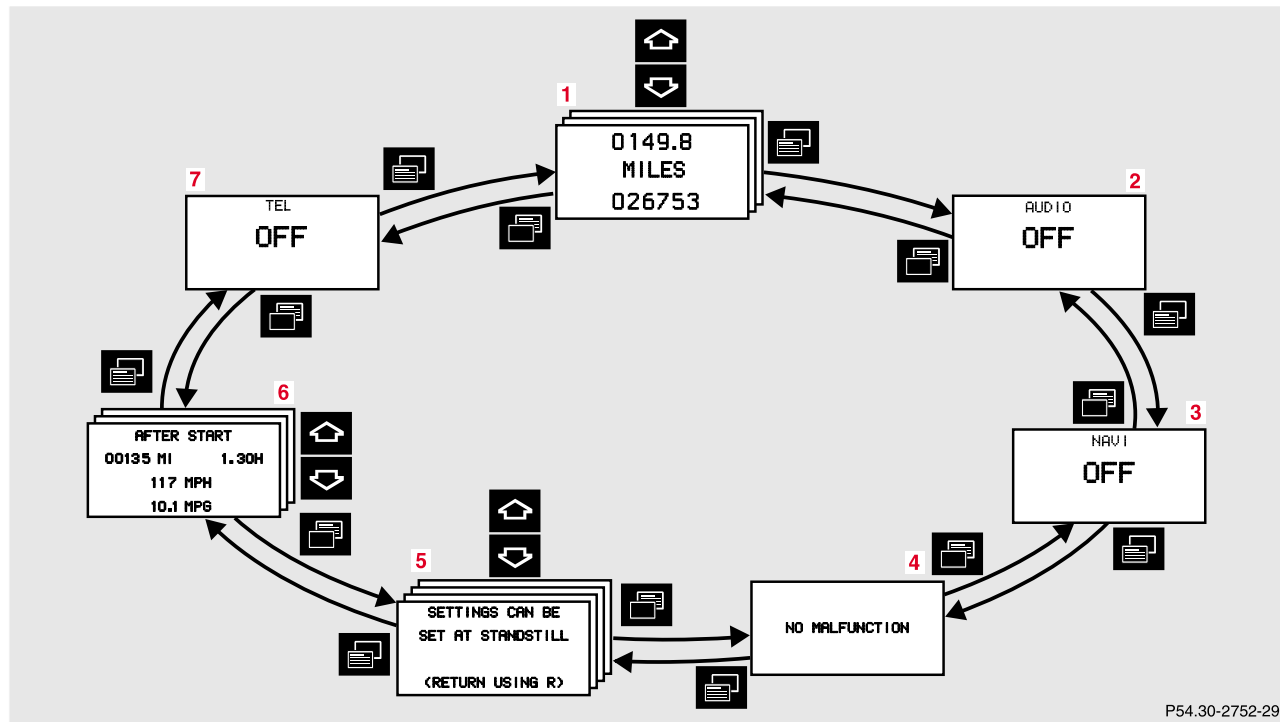 1
0149.8
MILES
026753
2
AUDIO
OFF
3
NAVI
OFF
4
NO MALFUNCTION
5
SETTINGS CAN BE
SET AT STANDSTILL
(RETURN USING R)
6
AFTER START
00135 MI 1.30H
117 MPH
10.1 MPG
7
TEL
OFF
P54.30-2752-29